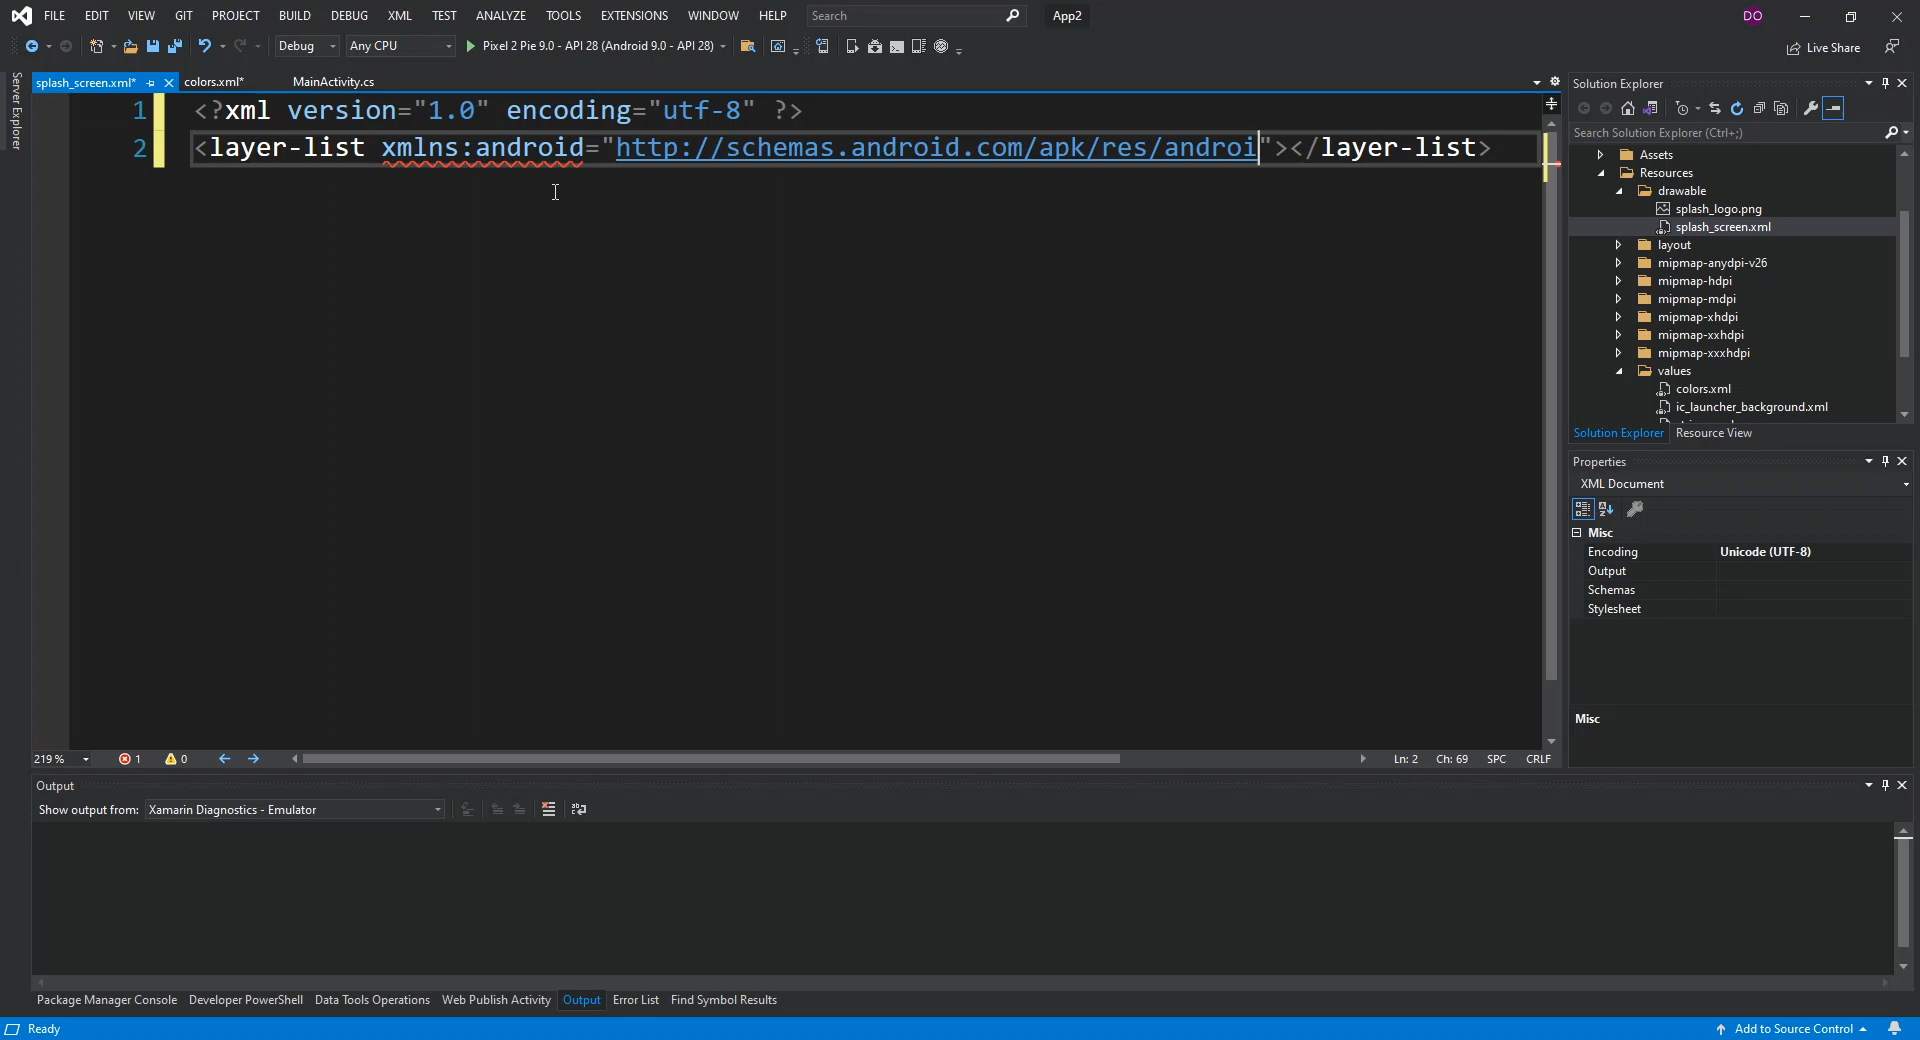 FILE EDIT VIEW GIT PROJECT BUILD DEBUG XML TEST ANALYZE TOOLS EXTENSIONS WINDOW HELP Search App2 DO
Debug Any CPU Pixel 2 Pie 9.0 - API 28 (Android 9.0 - API 28) Live Share
Server Explorer
splash_screen.xml* colors.xml* MainActivity.cs
1 <?xml version="1.0" encoding="utf-8" ?>
2 <layer-list xmlns:android="http://schemas.android.com/apk/res/androi"></layer-list>
219 % 1 0 Ln: 2 Ch: 69 SPC CRLF
Solution Explorer
Search Solution Explorer (Ctrl+;)
Assets
Resources
drawable
splash_logo.png
splash_screen.xml
layout
mipmap-anydpi-v26
mipmap-hdpi
mipmap-mdpi
mipmap-xhdpi
mipmap-xxhdpi
mipmap-xxxhdpi
values
colors.xml
ic_launcher_background.xml
Solution Explorer Resource View
Properties
XML Document
Misc
Encoding Unicode (UTF-8)
Output
Schemas
Stylesheet
Misc
Output
Show output from: Xamarin Diagnostics - Emulator
Package Manager Console Developer PowerShell Data Tools Operations Web Publish Activity Output Error List Find Symbol Results
Ready Add to Source Control